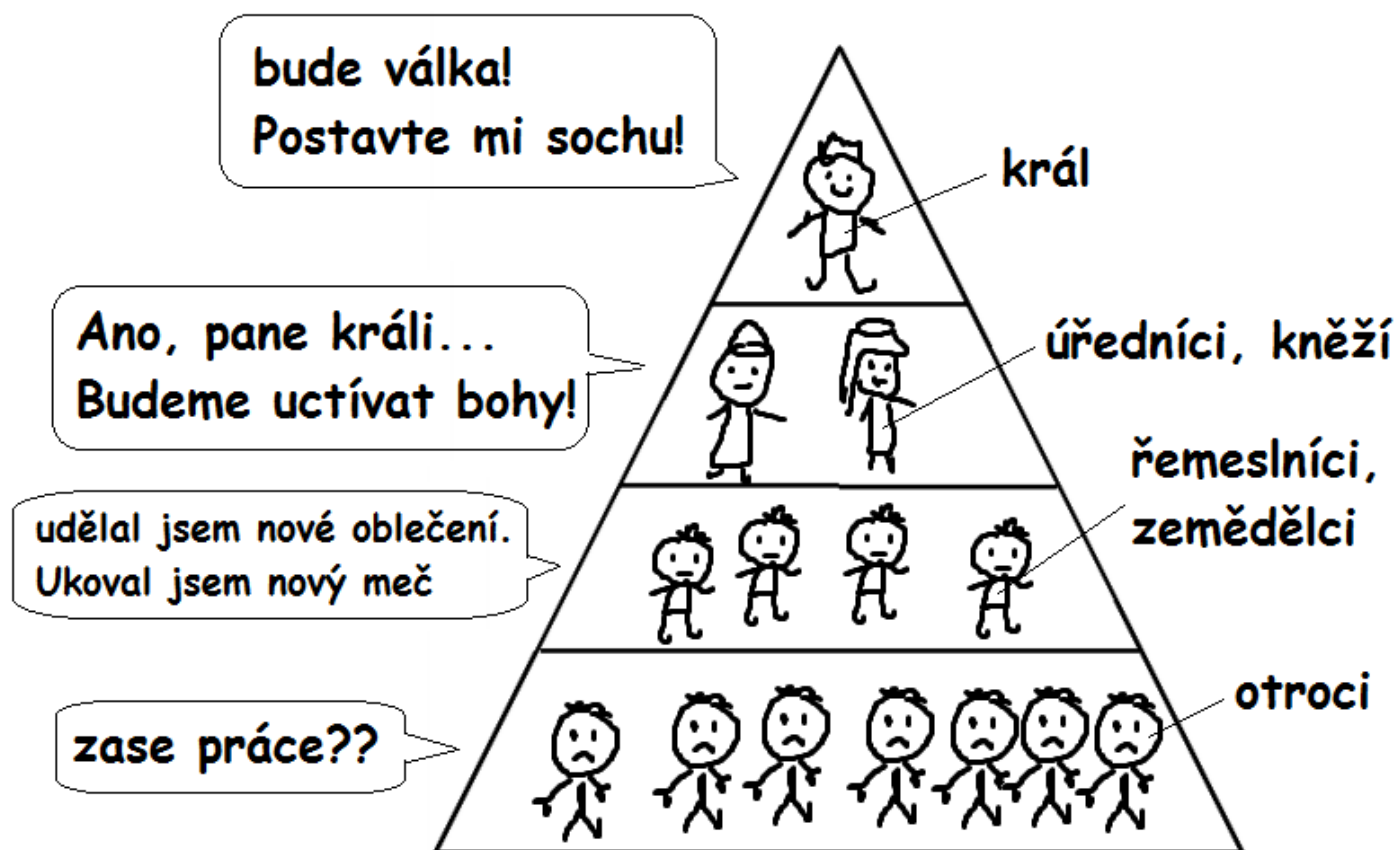 bude válka!
Postavte mi sochu!
král
Ano, pane králi...
Budeme uctívat bohy!
úředníci, kněží
řemeslníci,
zemědělci
udělal jsem nové oblečení.
Ukoval jsem nový meč
otroci
zase práce??